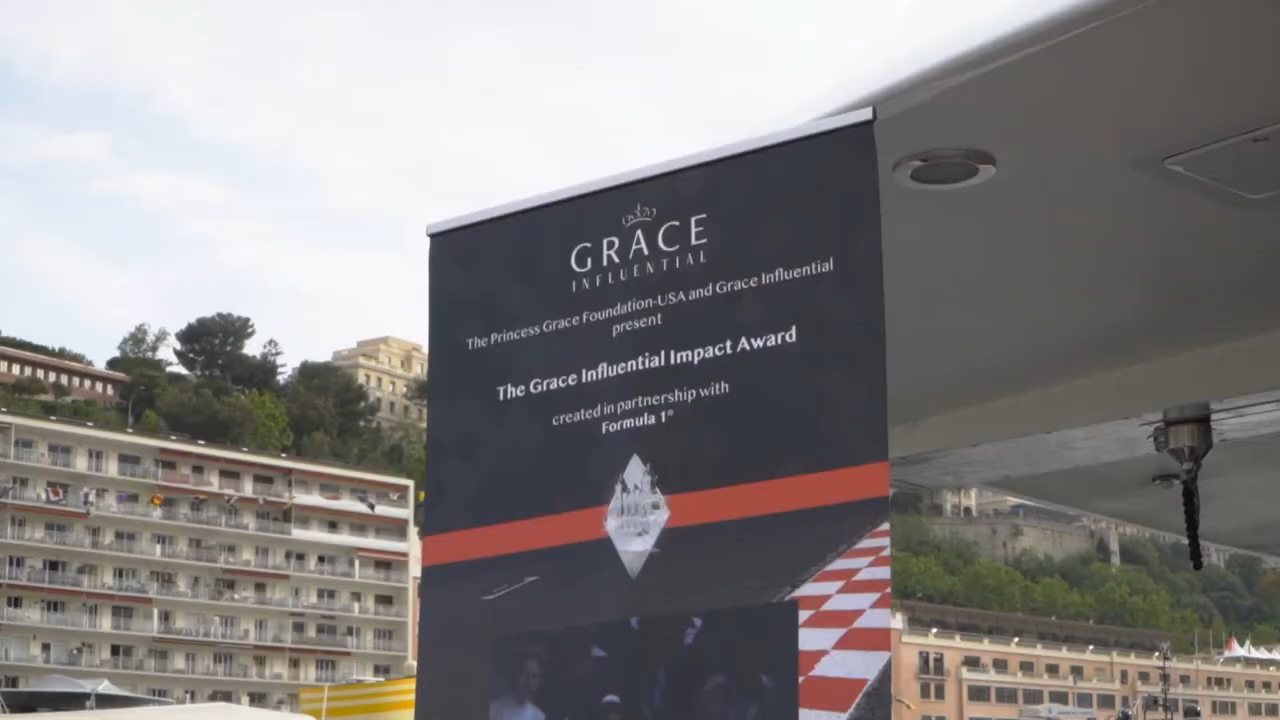 GRACE
INFLUENTIAL
The Princess Grace Foundation-USA and Grace Influential
present
The Grace Influential Impact Award
created in partnership with
Formula 1®